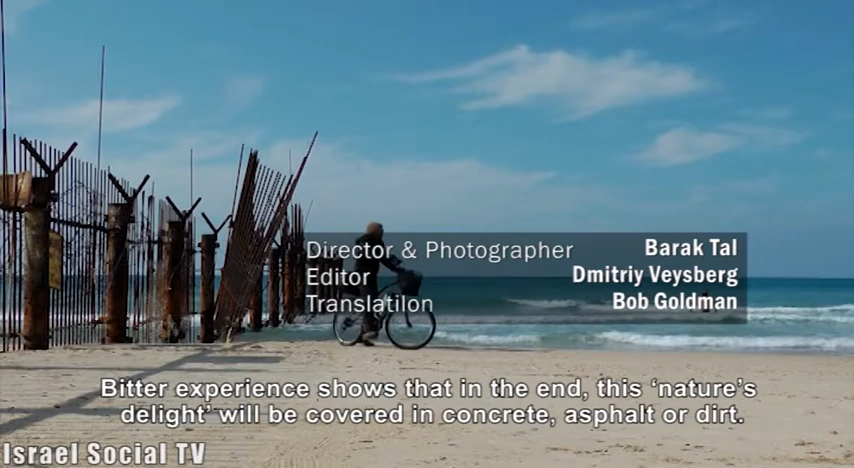 Director & Photographer Barak Tal
Editor Dmitriy Veysberg
Translatilon Bob Goldman
Bitter experience shows that in the end, this ‘nature’s
delight’ will be covered in concrete, asphalt or dirt.
Israel Social TV